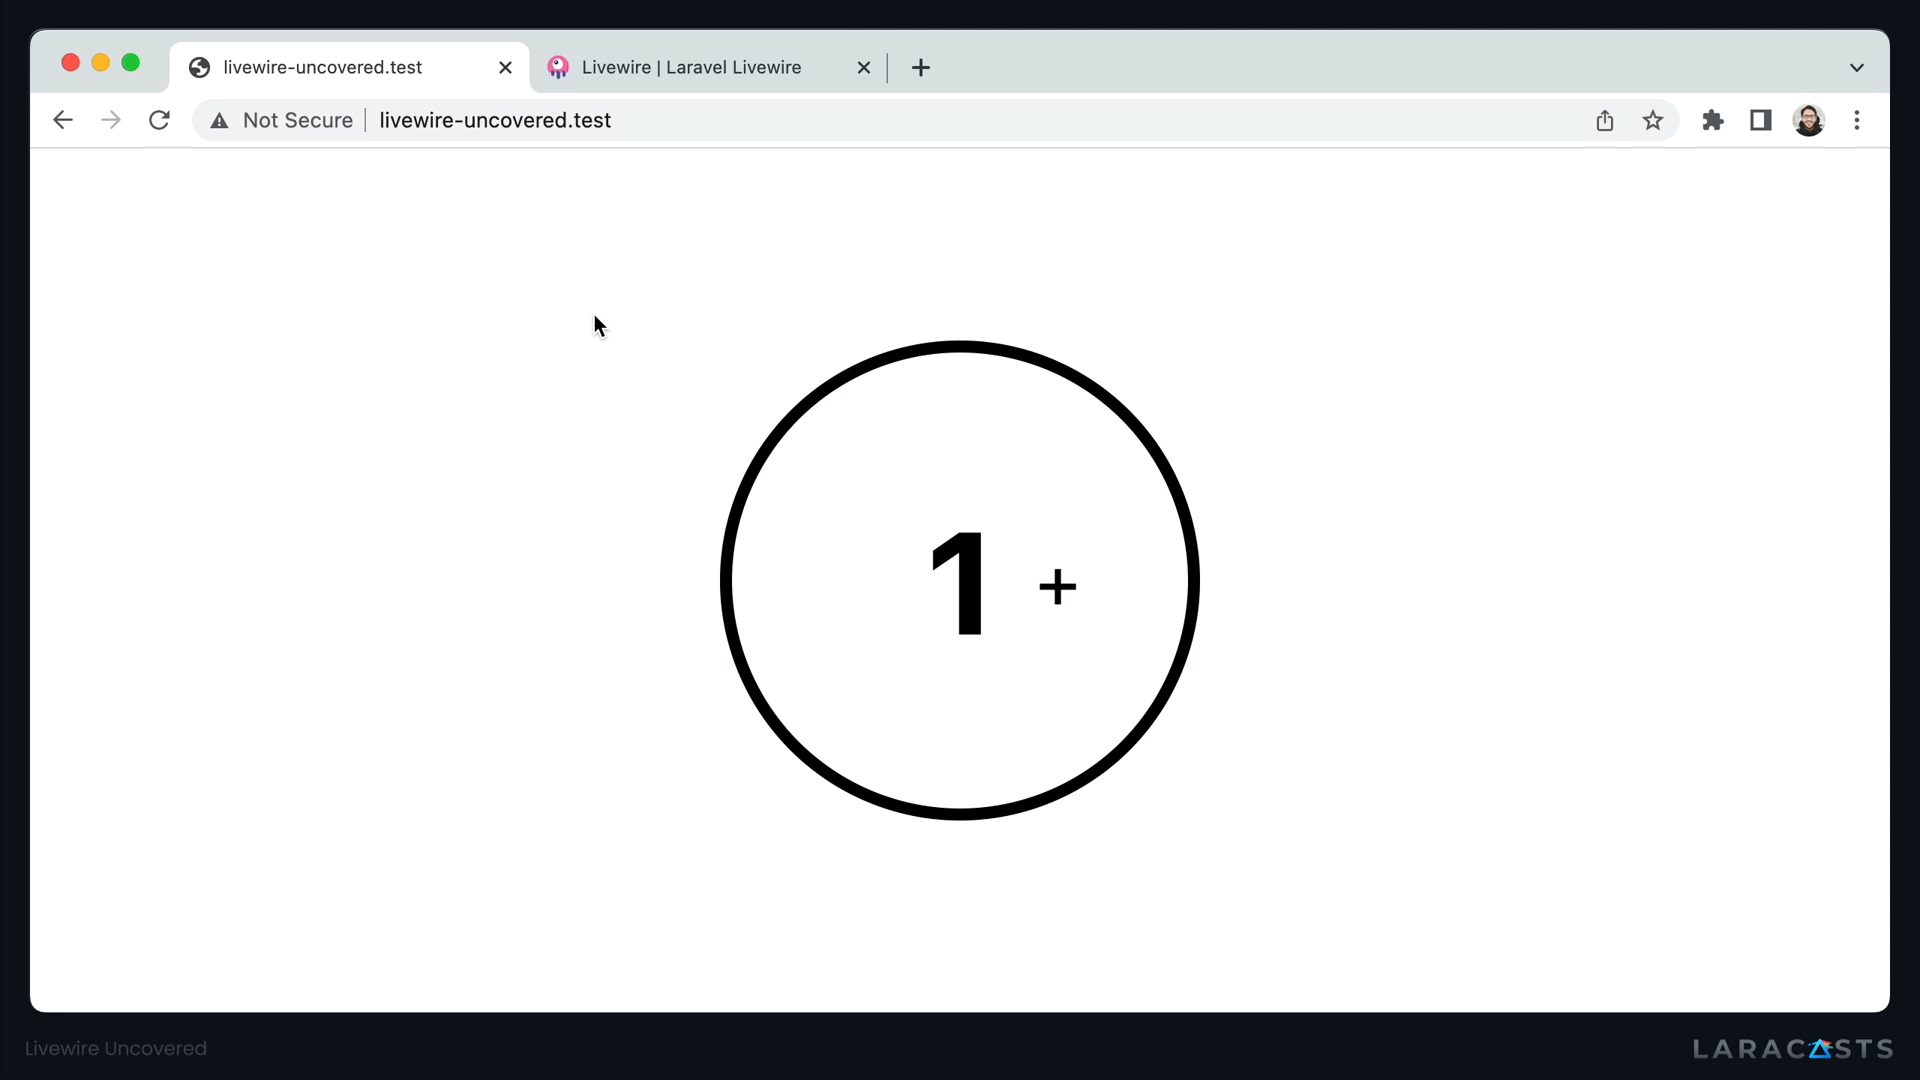 livewire-uncovered.test
Livewire | Laravel Livewire
Not Secure
livewire-uncovered.test
1 +
Livewire Uncovered
LARACASTS